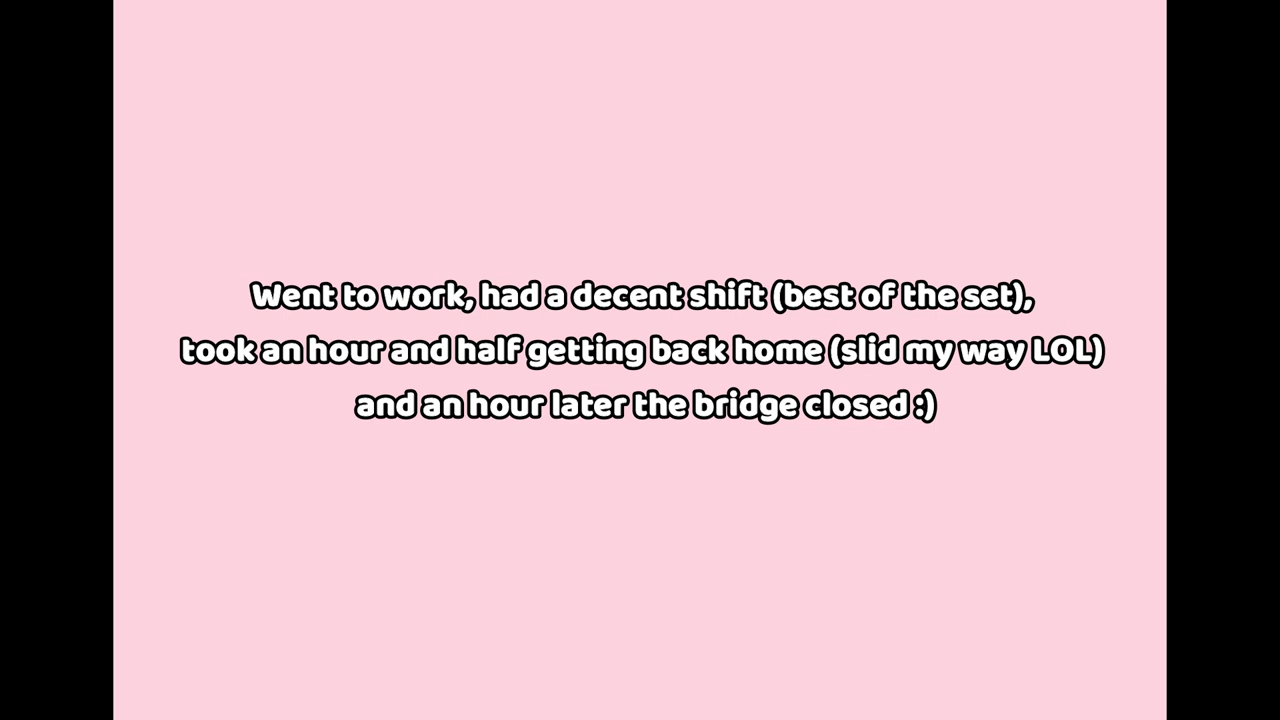 Went to work, had a decent shift (best of the set),
took an hour and half getting back home (slid my way LOL)
and an hour later the bridge closed :)